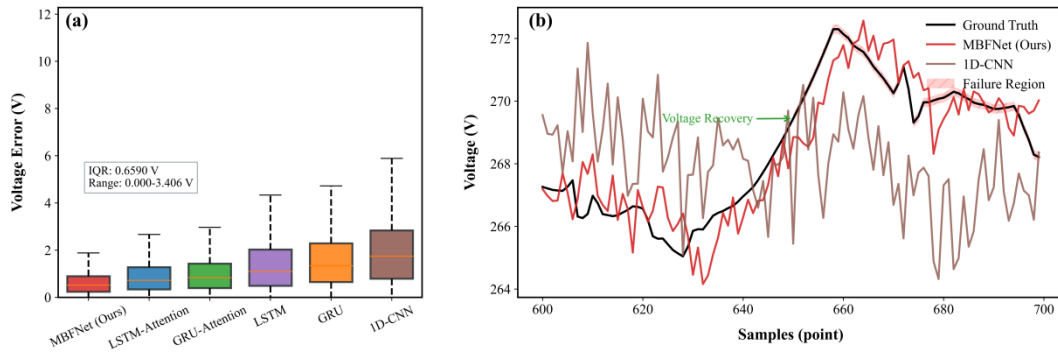 (a)
Voltage Error (V)
12
10
8
6
4
2
0
IQR: 0.6590 V
Range: 0.000-3.406 V
MBFNet (Ours)
LSTM-Attention
GRU-Attention
LSTM
GRU
1D-CNN
(b)
Voltage (V)
272
270
268
266
264
Ground Truth
MBFNet (Ours)
1D-CNN
Failure Region
Voltage Recovery
600
620
640
660
680
700
Samples (point)